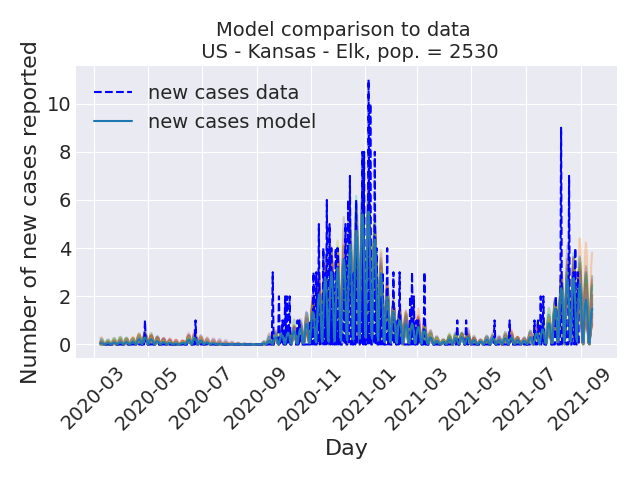 Model comparison to data
US - Kansas - Elk, pop. = 2530
Number of new cases reported
new cases data
new cases model
10
8
6
4
2
0
2020-03
2020-05
2020-07
2020-09
2020-11
2021-01
2021-03
2021-05
2021-07
2021-09
Day